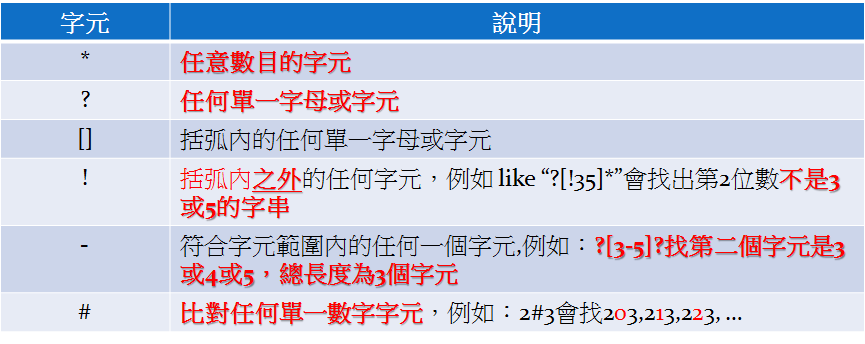 字元 說明
* 任意數目的字元
? 任何單一字母或字元
[] 括弧內的任何單一字母或字元
! 括弧內之外的任何字元，例如 like “?[!35]*”會找出第2位數不是3
或5的字串
- 符合字元範圍內的任何一個字元,例如：?[3-5]?找第二個字元是3
或4或5，總長度為3個字元
# 比對任何單一數字字元，例如：2#3會找203,213,223, ...